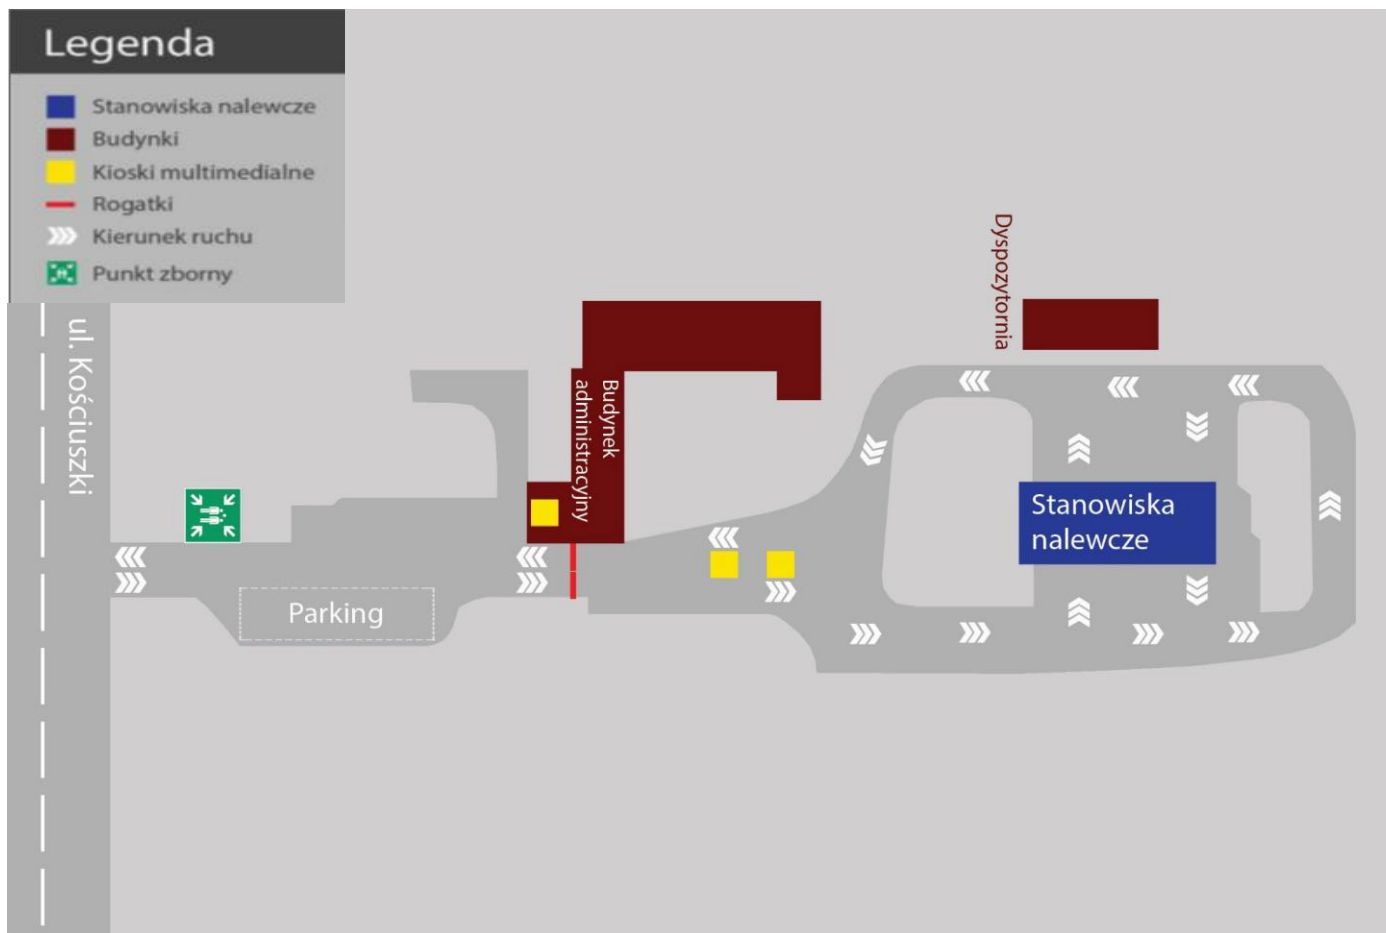 Legenda
Stanowiska nalewcze
Budynki
Kioski multimedialne
Rogatki
Kierunek ruchu
Punkt zborny
ul. Kościuszki
Parking
Budynek
administracyjny
Dyspozytornia
Stanowiska
nalewcze